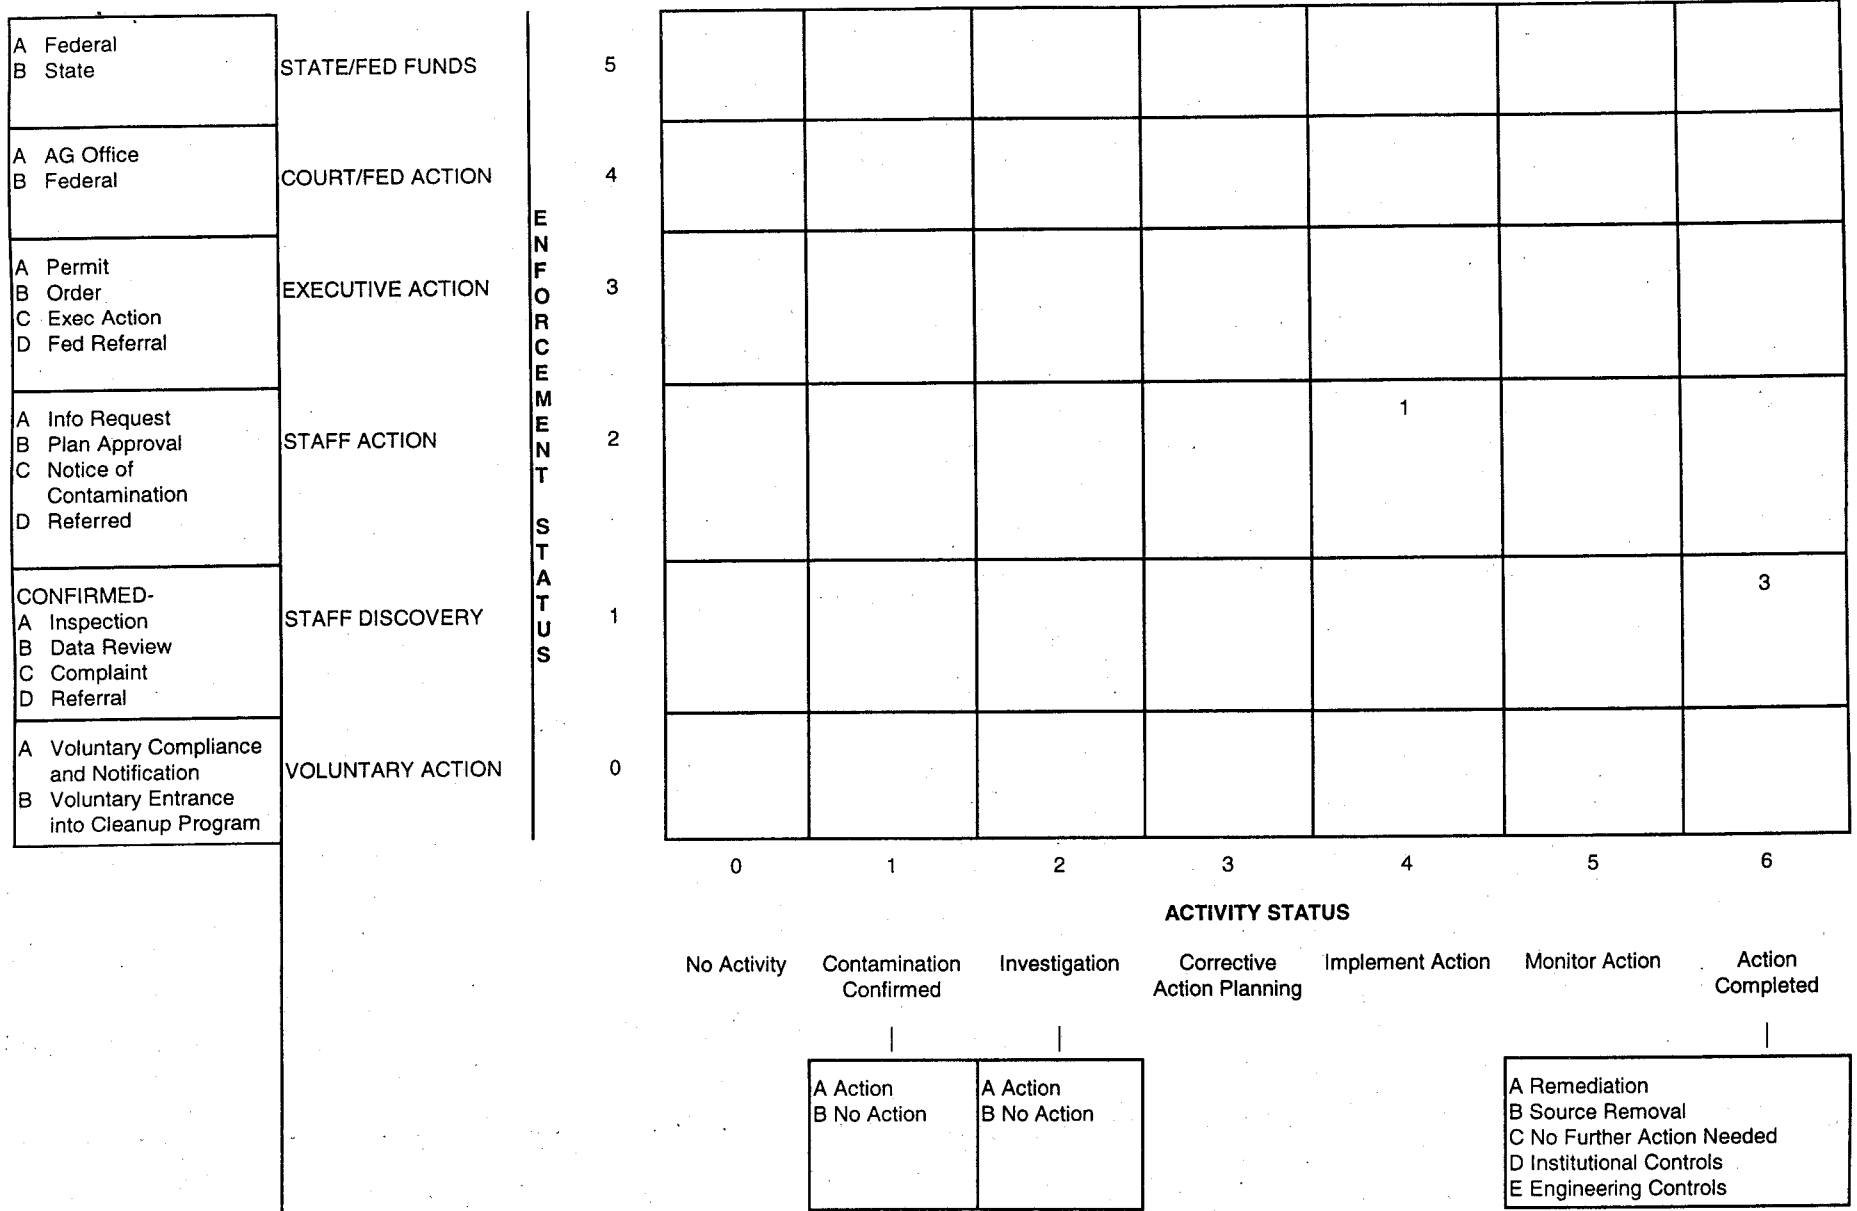 A Federal
B State
STATE/FED FUNDS 5
A AG Office
B Federal
COURT/FED ACTION 4
A Permit
B Order
C Exec Action
D Fed Referral
EXECUTIVE ACTION 3
A Info Request
B Plan Approval
C Notice of
Contamination
D Referred
STAFF ACTION 2
1
CONFIRMED-
A Inspection
B Data Review
C Complaint
D Referral
STAFF DISCOVERY 1
3
A Voluntary Compliance
and Notification
B Voluntary Entrance
into Cleanup Program
VOLUNTARY ACTION 0
ENFORCEMENT STATUS
0 1 2 3 4 5 6
ACTIVITY STATUS
No Activity
Contamination
Confirmed
Investigation
Corrective
Action Planning
Implement Action
Monitor Action
Action
Completed
A Action
B No Action
A Action
B No Action
A Remediation
B Source Removal
C No Further Action Needed
D Institutional Controls
E Engineering Controls